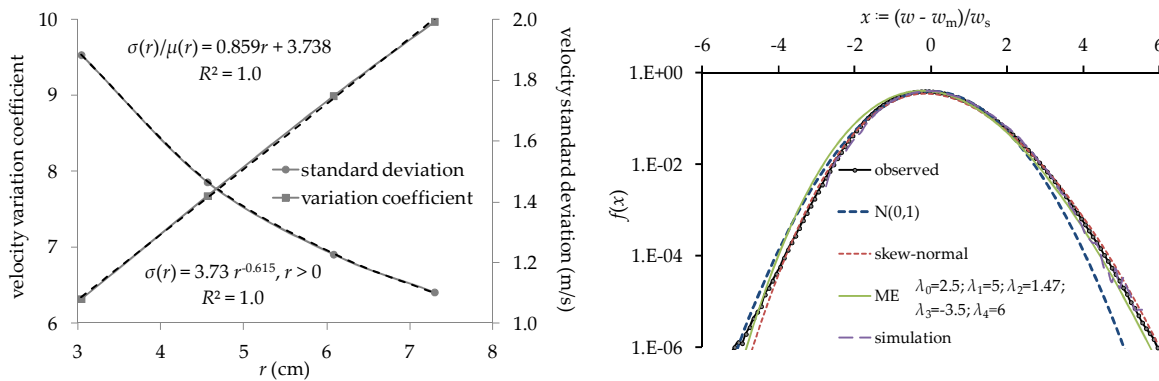 velocity variation coefficient
10
9
8
7
6
σ(r)/μ(r) = 0.859r + 3.738
R² = 1.0
standard deviation
variation coefficient
σ(r) = 3.73 r^-0.615, r > 0
R² = 1.0
3 4 5 6 7 8
r (cm)
2.0
1.8
1.6
1.4
1.2
1.0
velocity standard deviation (m/s)
x := (w - wm)/ws
-6 -4 -2 0 2 4 6
f(x)
1.E+00
1.E-02
1.E-04
1.E-06
observed
N(0,1)
skew-normal
ME
λ0=2.5; λ1=5; λ2=1.47;
λ3=-3.5; λ4=6
simulation